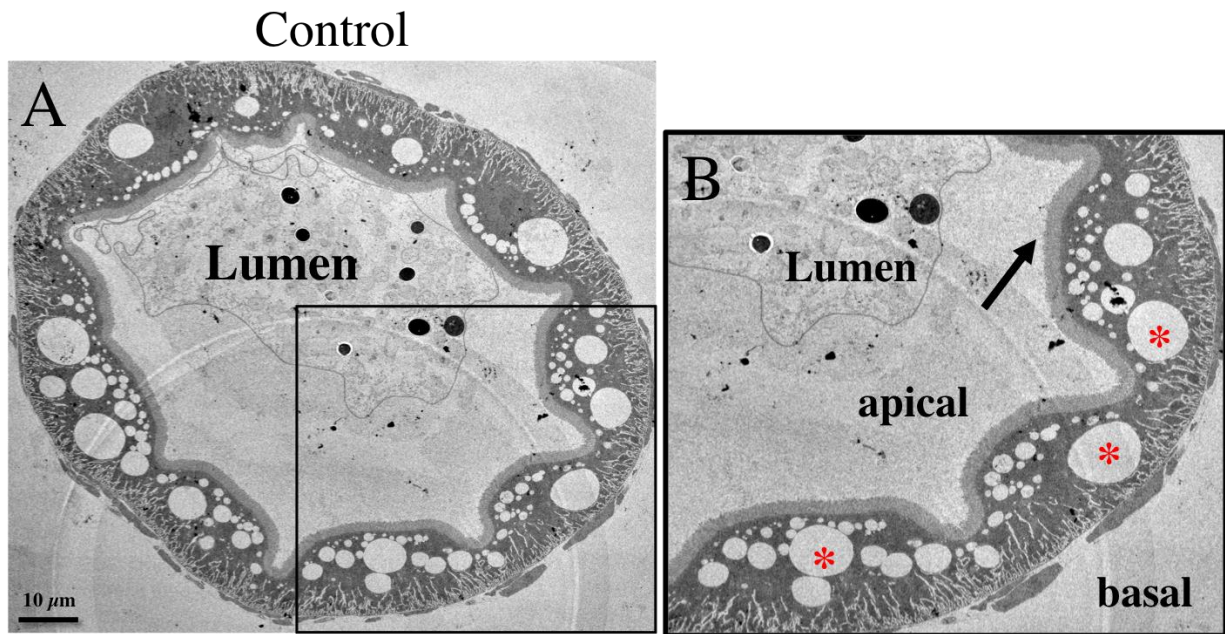 Control
A
Lumen
10 µm
B
Lumen
apical
*
*
*
basal